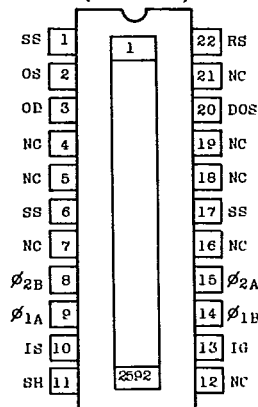 SS 1 1 22 RS
OS 2 21 NC
OD 3 20 DOS
NC 4 19 NC
NC 5 18 NC
SS 6 17 SS
NC 7 16 NC
Ø2B 8 15 Ø2A
Ø1A 9 14 Ø1B
IS 10 13 IG
SH 11 2592 12 NC